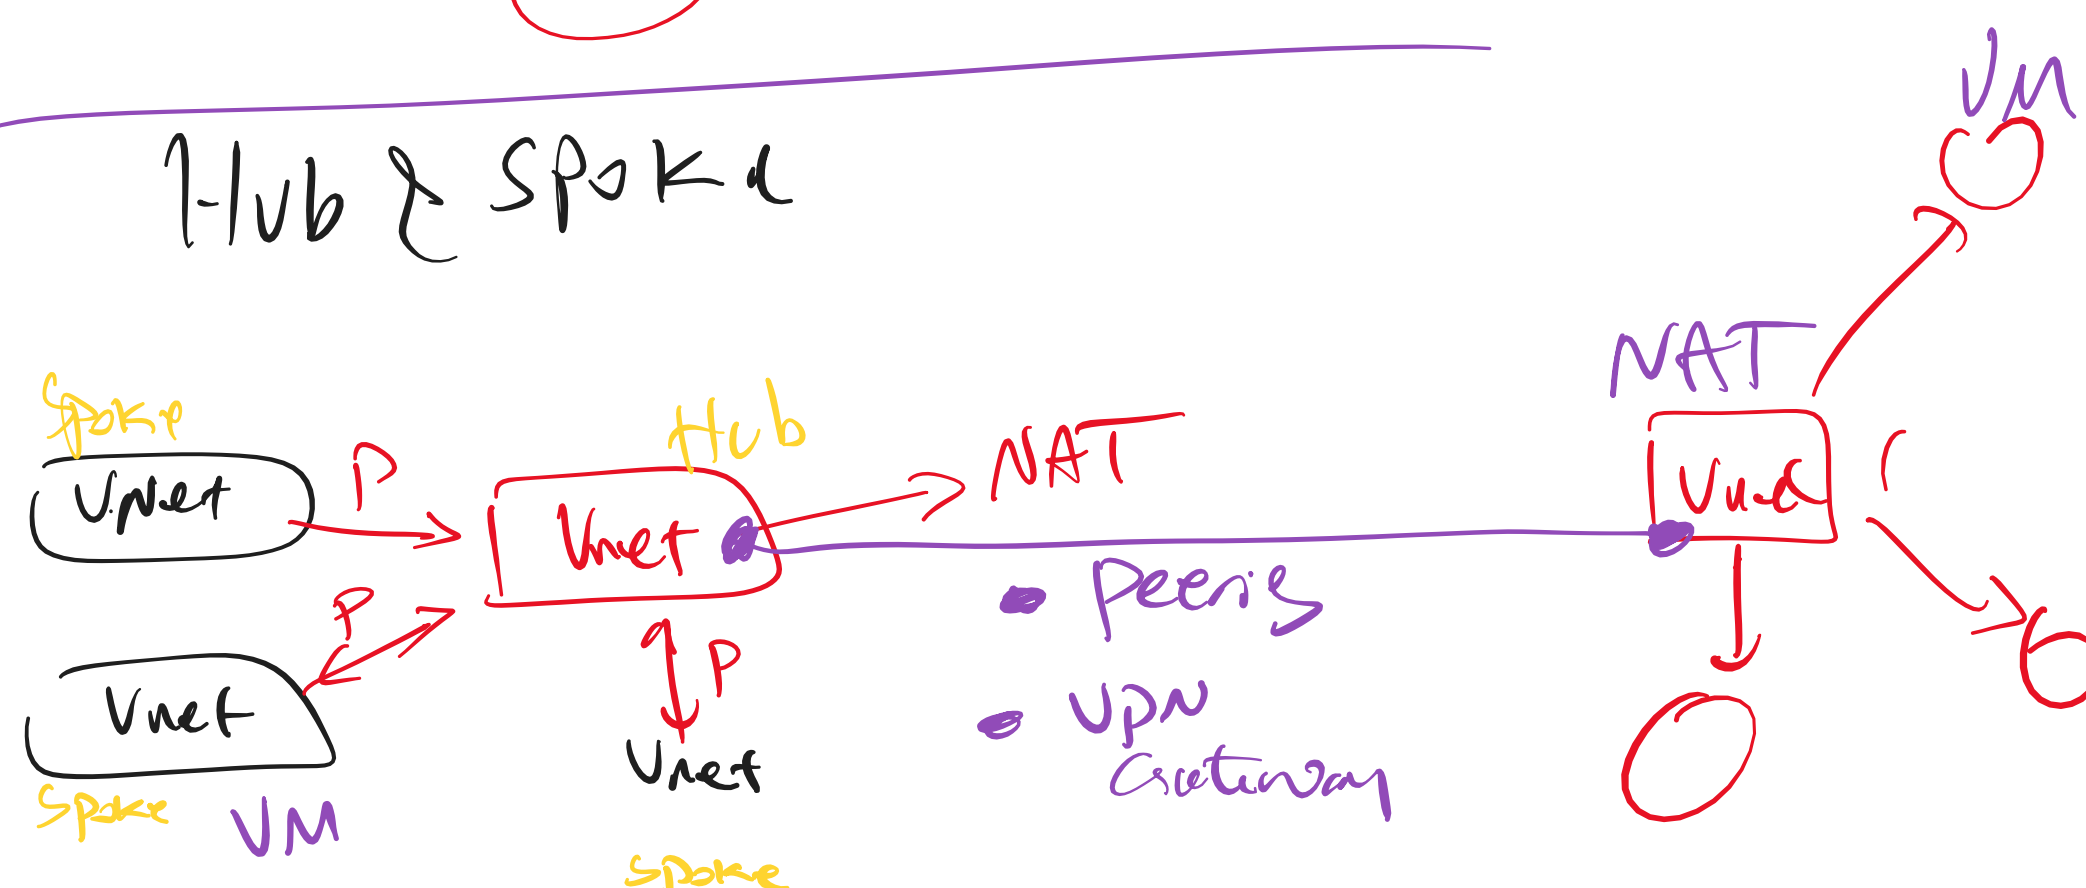 VM
Hub & Spoke
NAT
Spoke
Hub
P
NAT
Vnet
Vnet
Vnet
P
Peering
P
Vnet
VPN
Vnet
Gateway
Spoke
VM
Spoke